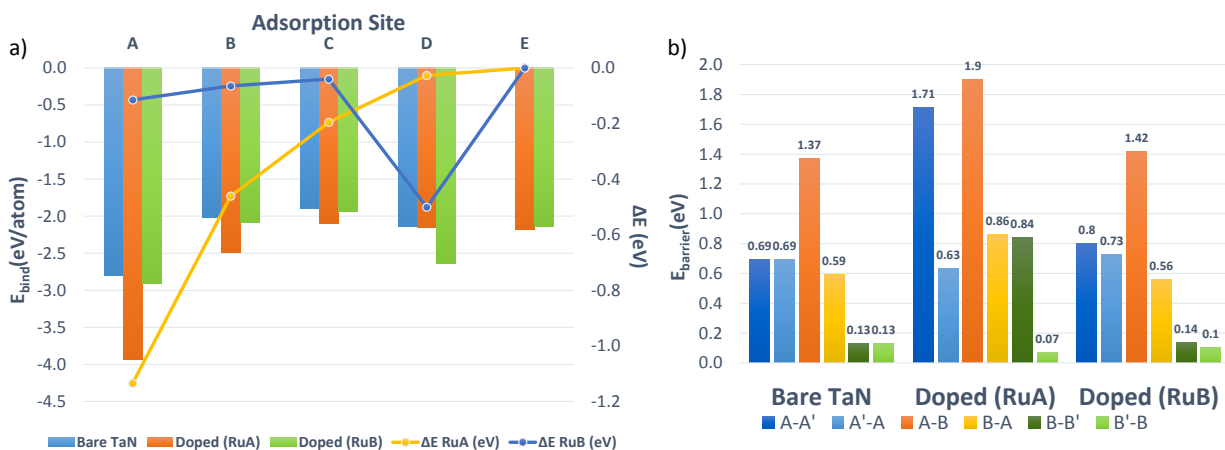 a)
Adsorption Site
A B C D E
0.0
-0.5
-1.0
-1.5
-2.0
-2.5
-3.0
-3.5
-4.0
-4.5
E_bind(eV/atom)
0.0
-0.2
-0.4
-0.6
-0.8
-1.0
-1.2
ΔE (eV)
Bare TaN Doped (RuA) Doped (RuB) ΔE RuA (eV) ΔE RuB (eV)
b)
2.0
1.8
1.6
1.4
1.2
1.0
0.8
0.6
0.4
0.2
0.0
E_barrier(eV)
0.69 0.69 1.37 0.59 0.13 0.13
1.71 0.63 1.9 0.86 0.84 0.07
0.8 0.73 1.42 0.56 0.14 0.1
Bare TaN Doped (RuA) Doped (RuB)
A-A' A'-A A-B B-A B-B' B'-B